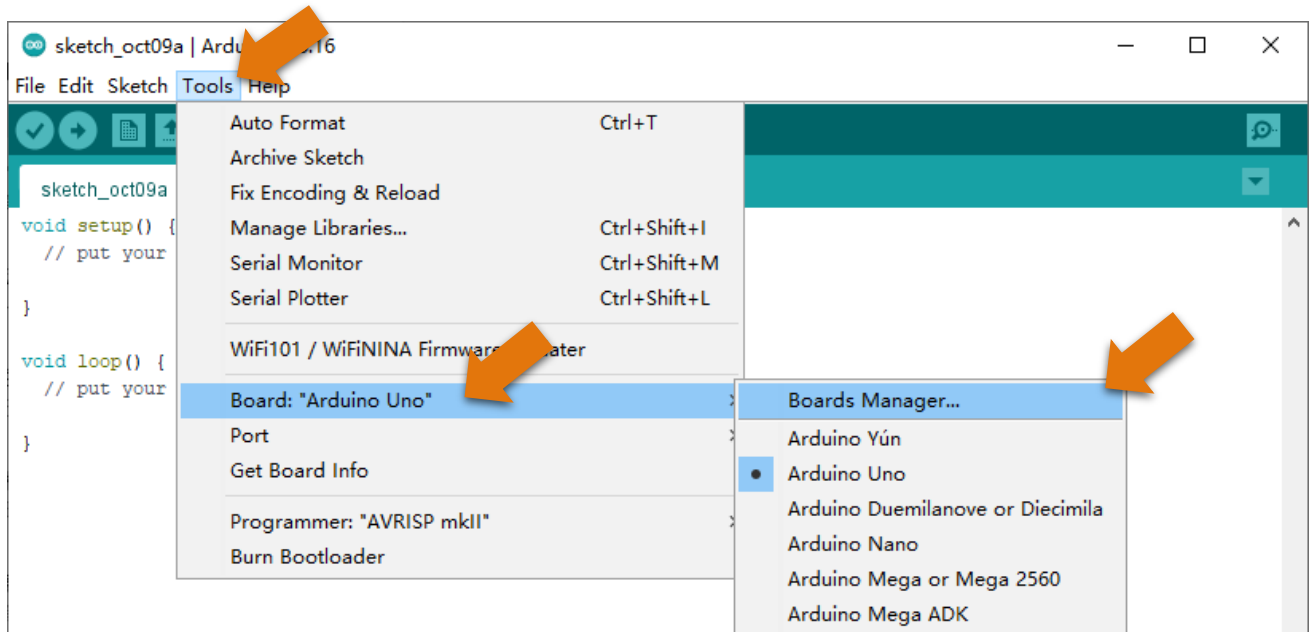 sketch_oct09a | Ardu .16
File Edit Sketch Tools Help
Auto Format Ctrl+T
Archive Sketch
sketch_oct09a
Fix Encoding & Reload
void setup() {
Manage Libraries... Ctrl+Shift+I
// put your
Serial Monitor Ctrl+Shift+M
Serial Plotter Ctrl+Shift+L
}
WiFi101 / WiFiNINA Firmware ater
void loop() {
// put your
Board: "Arduino Uno"
Boards Manager...
}
Port
Arduino Yún
Get Board Info
Arduino Uno
Arduino Duemilanove or Diecimila
Programmer: "AVRISP mkII"
Arduino Nano
Burn Bootloader
Arduino Mega or Mega 2560
Arduino Mega ADK